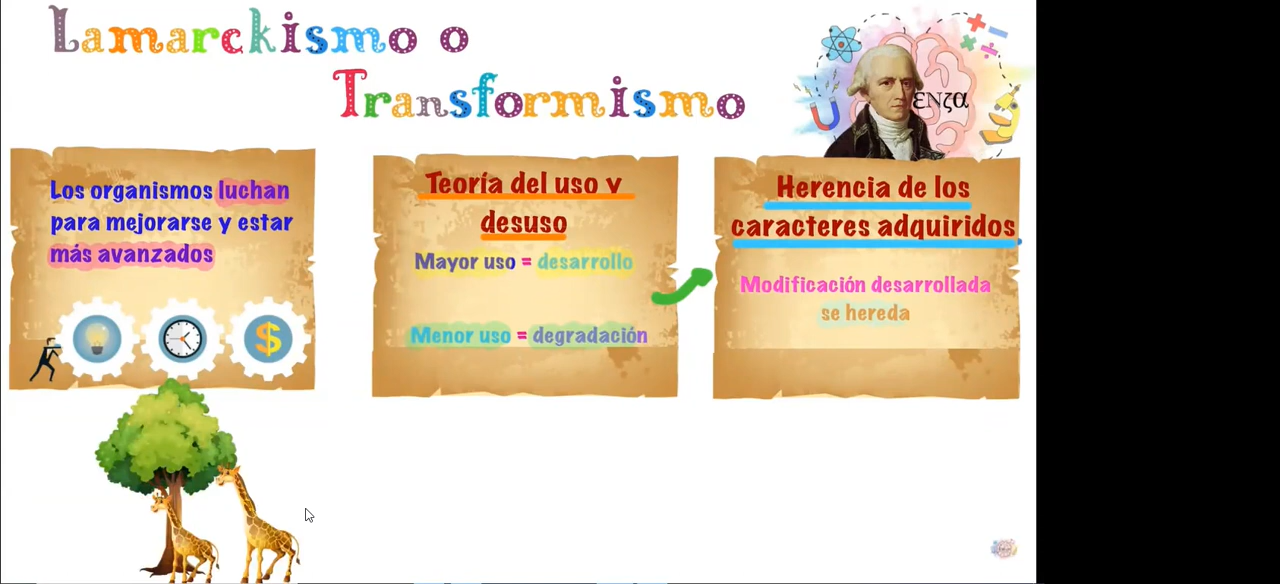 Lamarckismo o
Transformismo
ενζα
Los organismos luchan
para mejorarse y estar
más avanzados
$
Teoría del uso y
desuso
Mayor uso = desarrollo
Menor uso = degradación
Herencia de los
caracteres adquiridos
Modificación desarrollada
se hereda